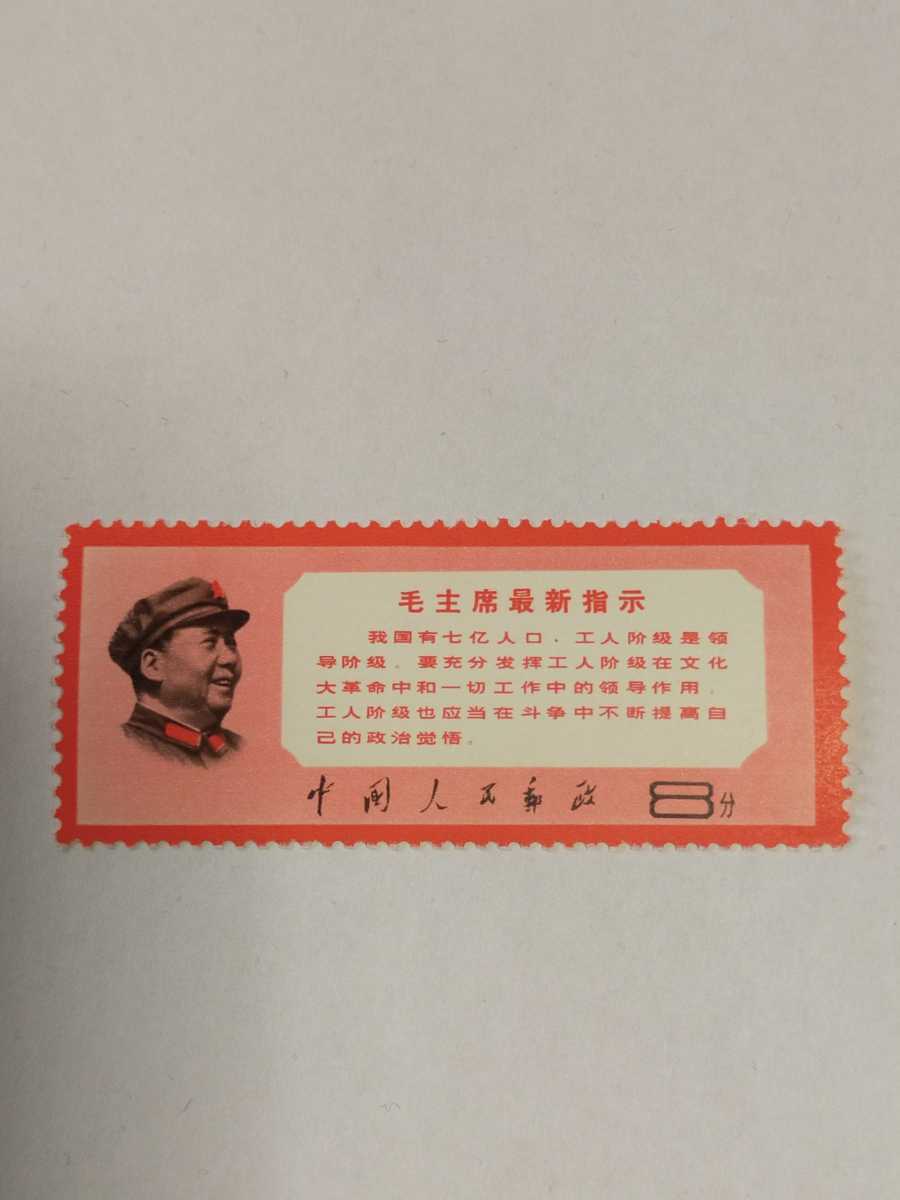 毛主席最新指示
我国有七亿人口，工人阶级是领
导阶级。要充分发挥工人阶级在文化
大革命中和一切工作中的领导作用。
工人阶级也应当在斗争中不断提高自
己的政治觉悟。
中国人民邮政 8分